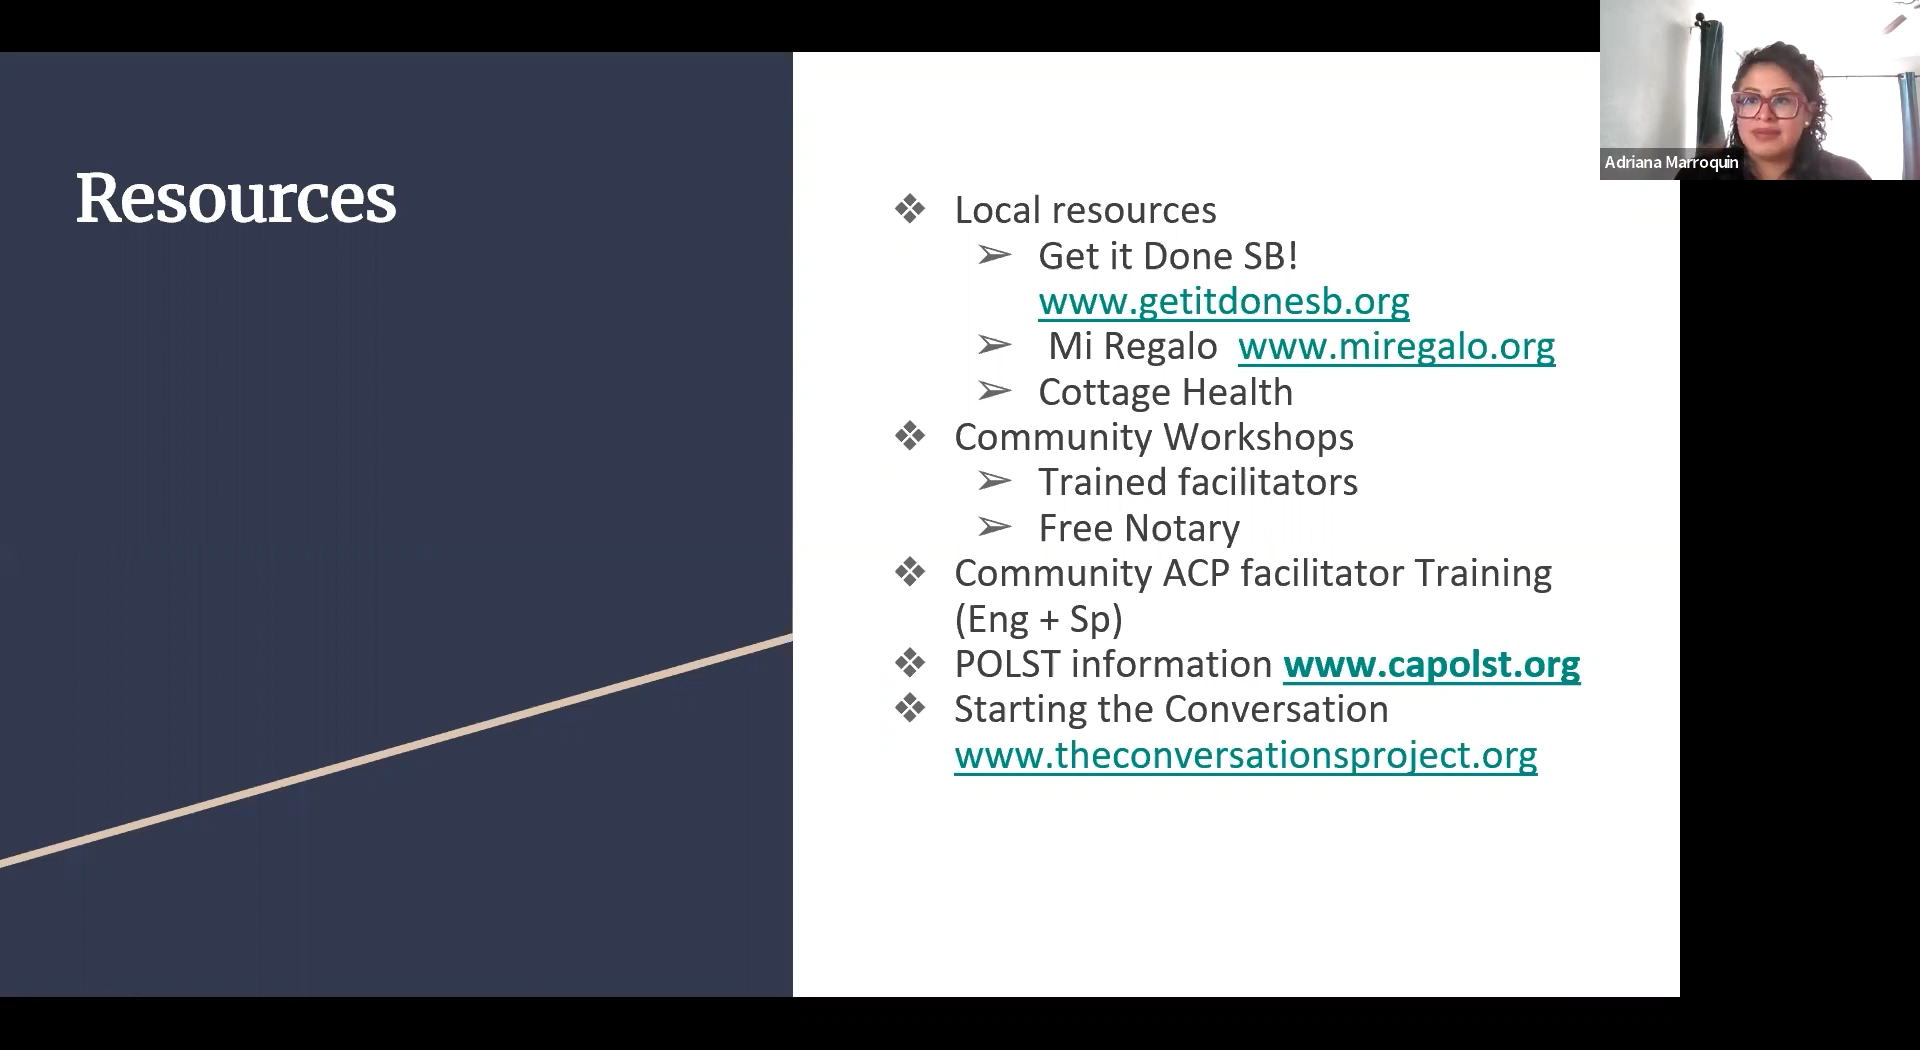 Resources
Adriana Marroquin
❖ Local resources
➢ Get it Done SB!
www.getitdonesb.org
➢ Mi Regalo www.miregalo.org
➢ Cottage Health
❖ Community Workshops
➢ Trained facilitators
➢ Free Notary
❖ Community ACP facilitator Training
(Eng + Sp)
❖ POLST information www.capolst.org
❖ Starting the Conversation
www.theconversationsproject.org